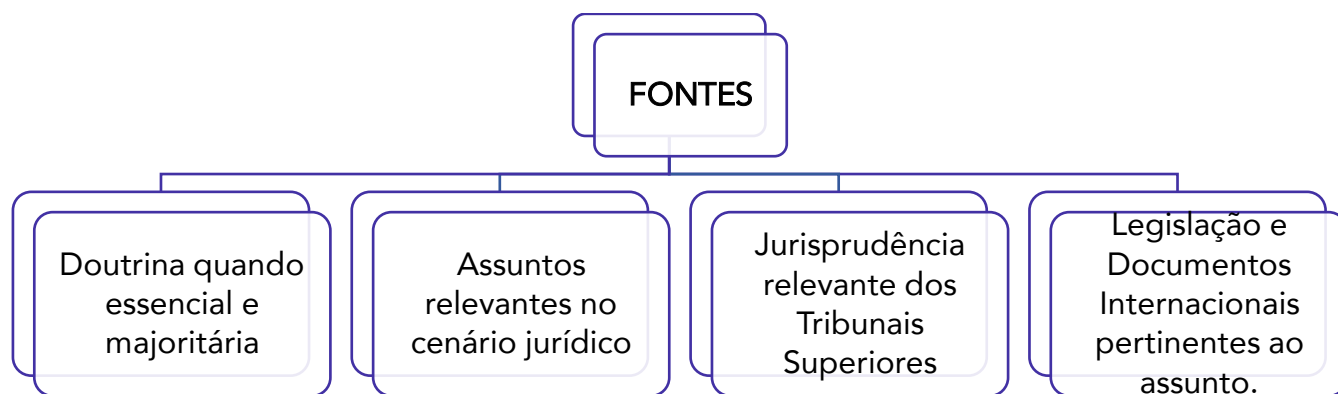 FONTES
Doutrina quando
essencial e
majoritária
Assuntos
relevantes no
cenário jurídico
Jurisprudência
relevante dos
Tribunais
Superiores
Legislação e
Documentos
Internacionais
pertinentes ao
assunto.